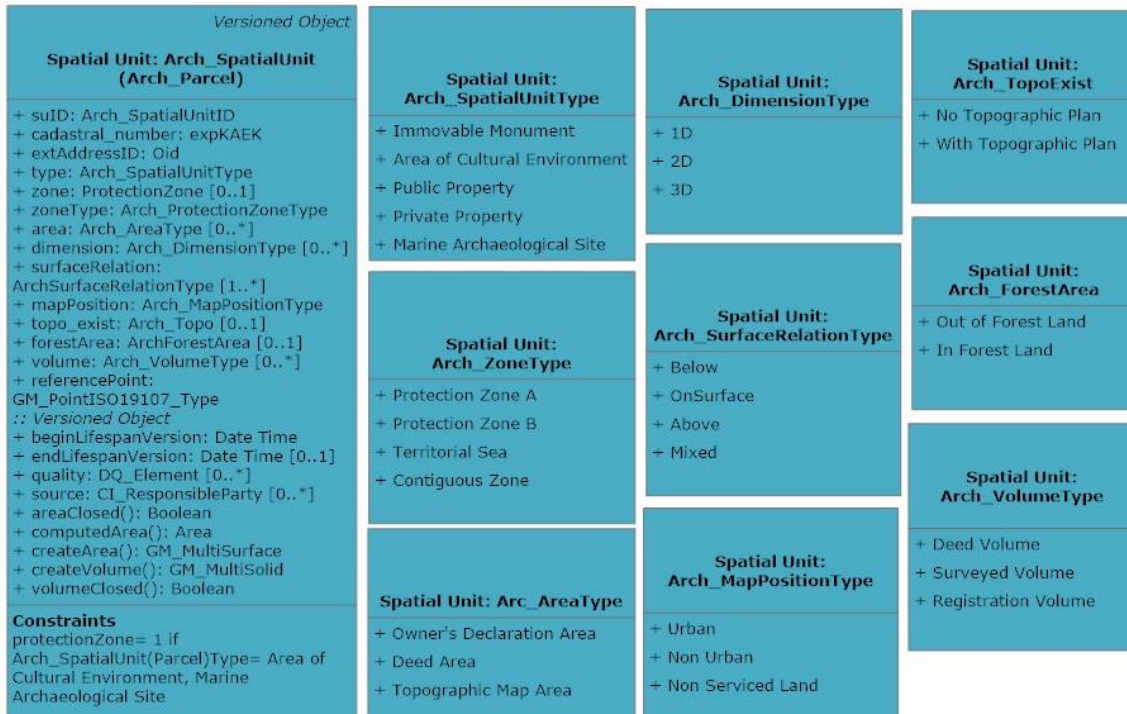 Versioned Object
Spatial Unit: Arch_SpatialUnit
(Arch_Parcel)
+ suID: Arch_SpatialUnitID
+ cadastral_number: expKAEK
+ extAddressID: Oid
+ type: Arch_SpatialUnitType
+ zone: ProtectionZone [0..1]
+ zoneType: Arch_ProtectionZoneType
+ area: Arch_AreaType [0..*]
+ dimension: Arch_DimensionType [0..*]
+ surfaceRelation:
ArchSurfaceRelationType [1..*]
+ mapPosition: Arch_MapPositionType
+ topo_exist: Arch_Topo [0..1]
+ forestArea: ArchForestArea [0..1]
+ volume: Arch_VolumeType [0..*]
+ referencePoint:
GM_PointISO19107_Type
:: Versioned Object
+ beginLifespanVersion: Date Time
+ endLifespanVersion: Date Time [0..1]
+ quality: DQ_Element [0..*]
+ source: CI_ResponsibleParty [0..*]
+ areaClosed(): Boolean
+ computedArea(): Area
+ createArea(): GM_MultiSurface
+ createVolume(): GM_MultiSolid
+ volumeClosed(): Boolean
Constraints
protectionZone= 1 if
Arch_SpatialUnit(Parcel)Type= Area of
Cultural Environment, Marine
Archaeological Site
Spatial Unit:
Arch_SpatialUnitType
+ Immovable Monument
+ Area of Cultural Environment
+ Public Property
+ Private Property
+ Marine Archaeological Site
Spatial Unit:
Arch_ZoneType
+ Protection Zone A
+ Protection Zone B
+ Territorial Sea
+ Contiguous Zone
Spatial Unit: Arc_AreaType
+ Owner's Declaration Area
+ Deed Area
+ Topographic Map Area
Spatial Unit:
Arch_DimensionType
+ 1D
+ 2D
+ 3D
Spatial Unit:
Arch_SurfaceRelationType
+ Below
+ OnSurface
+ Above
+ Mixed
Spatial Unit:
Arch_MapPositionType
+ Urban
+ Non Urban
+ Non Serviced Land
Spatial Unit:
Arch_TopoExist
+ No Topographic Plan
+ With Topographic Plan
Spatial Unit:
Arch_ForestArea
+ Out of Forest Land
+ In Forest Land
Spatial Unit:
Arch_VolumeType
+ Deed Volume
+ Surveyed Volume
+ Registration Volume